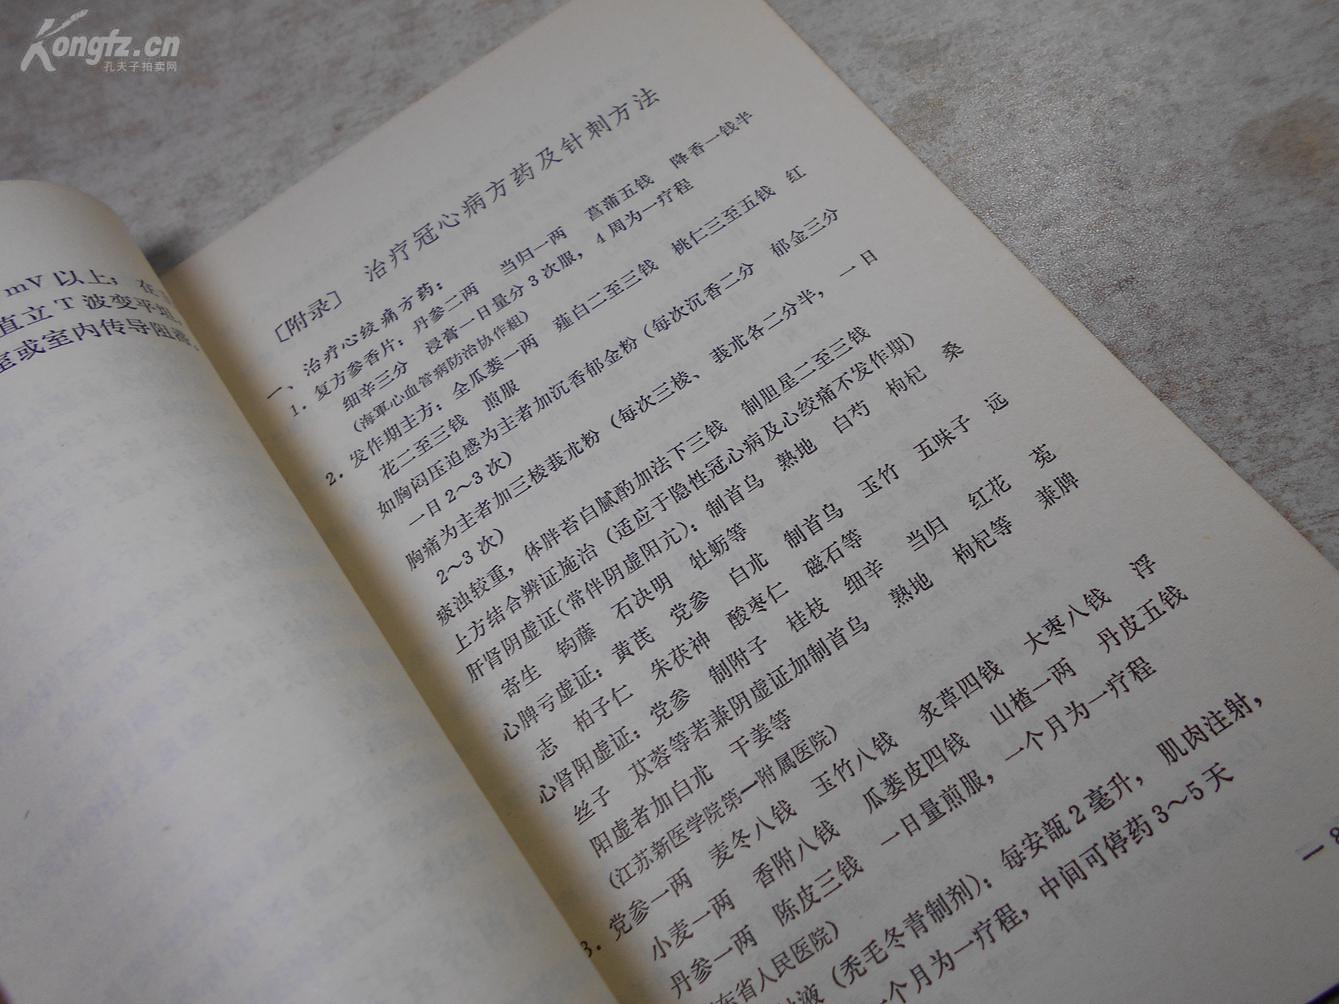 Kongfz.cn
孔夫子拍卖网
mV 以上；在
直立 T 波变平坦
室或室内传导阻滞
[附录] 治疗冠心病方药及针刺方法
一、治疗心绞痛方药：
1. 复方参香片：丹参二两 当归一两 菖蒲五钱 降香一钱半
细辛三分 浸膏一日量分3次服，4周为一疗程
(海军心血管病防治协作组)
2. 发作期主方：全瓜蒌一两 薤白二至三钱 桃仁三至五钱 红
花二至三钱 煎服
如胸闷压迫感为主者加沉香郁金粉（每次沉香二分 郁金三分
一日2～3次）
胸痛为主者加三棱莪朮粉（每次三棱、莪朮各二分半，一日
2～3次）
痰浊较重，体胖苔白腻酌加法下三钱 制胆星二至三钱
上方结合辨证施治（适应于隐性冠心病及心绞痛不发作期）
肝肾阴虚证(常伴阴虚阳亢)：制首乌 熟地 白芍 枸杞 桑
寄生 钩藤 石决明 牡蛎等
心脾亏虚证：黄芪 党参 白朮 制首乌 玉竹 五味子 远
志 柏子仁 朱茯神 酸枣仁 磁石等
心肾阳虚证：党参 制附子 桂枝 细辛 当归 红花 菟
丝子 苁蓉等若兼阴虚证加制首乌 熟地 枸杞等 兼脾
阳虚者加白朮 干姜等
(江苏新医学院第一附属医院)
3. 党参一两 麦冬八钱 玉竹八钱 炙草四钱 大枣八钱 浮
小麦一两 香附八钱 瓜蒌皮四钱 山楂一两 丹皮五钱
丹参一两 陈皮三钱 一日量煎服，一个月为一疗程
东省人民医院)
液（秃毛冬青制剂）：每安瓿2毫升，肌肉注射，
一个月为一疗程，中间可停药3～5天
— 8